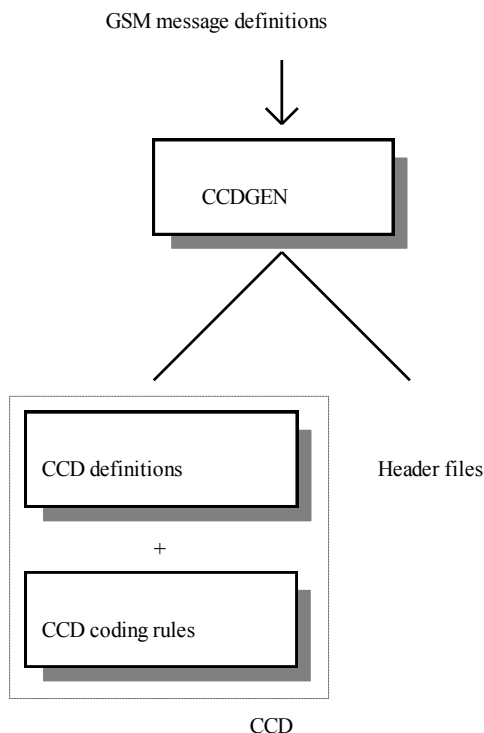 GSM message definitions
CCDGEN
CCD definitions
Header files
+
CCD coding rules
CCD